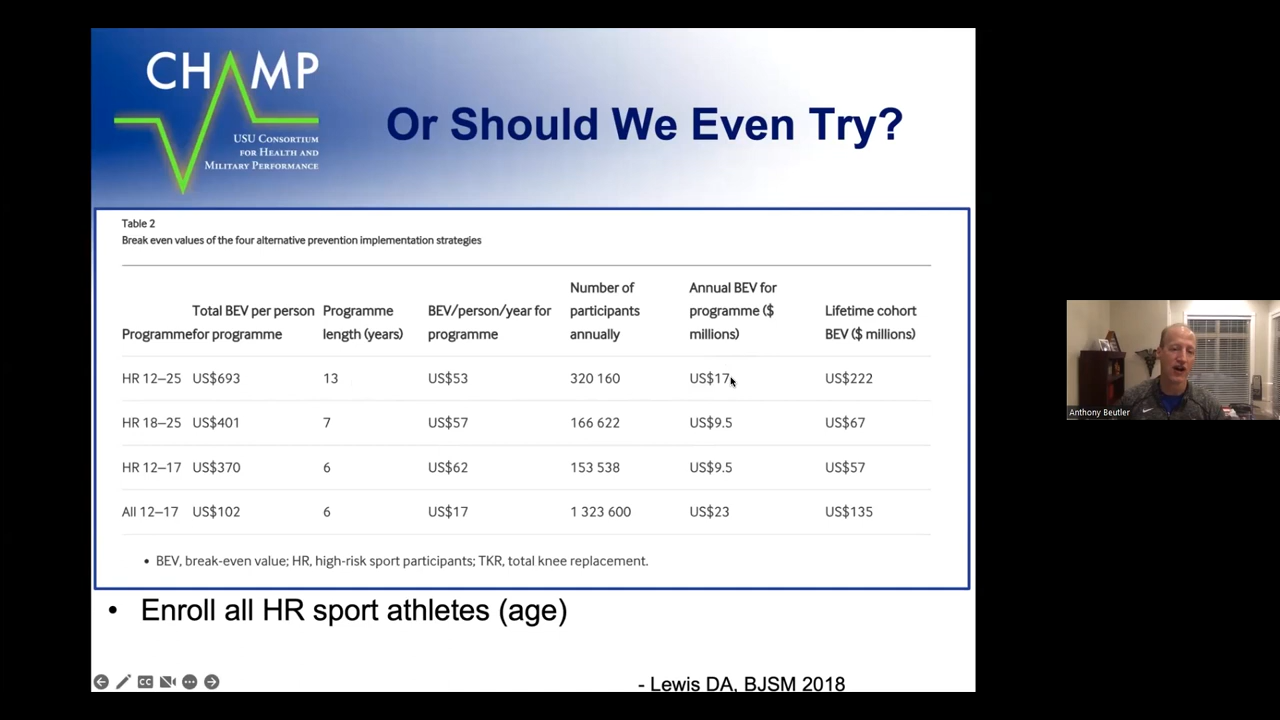 CHAMP
USU CONSORTIUM
FOR HEALTH AND
MILITARY PERFORMANCE
Or Should We Even Try?
Table 2
Break even values of the four alternative prevention implementation strategies
Programme Total BEV per person for programme Programme length (years) BEV/person/year for programme Number of participants annually Annual BEV for programme ($ millions) Lifetime cohort BEV ($ millions)
HR 12–25 US$693 13 US$53 320 160 US$17 US$222
HR 18–25 US$401 7 US$57 166 622 US$9.5 US$67
HR 12–17 US$370 6 US$62 153 538 US$9.5 US$57
All 12–17 US$102 6 US$17 1 323 600 US$23 US$135
• BEV, break-even value; HR, high-risk sport participants; TKR, total knee replacement.
• Enroll all HR sport athletes (age)
CC
- Lewis DA, BJSM 2018
Anthony Beutler